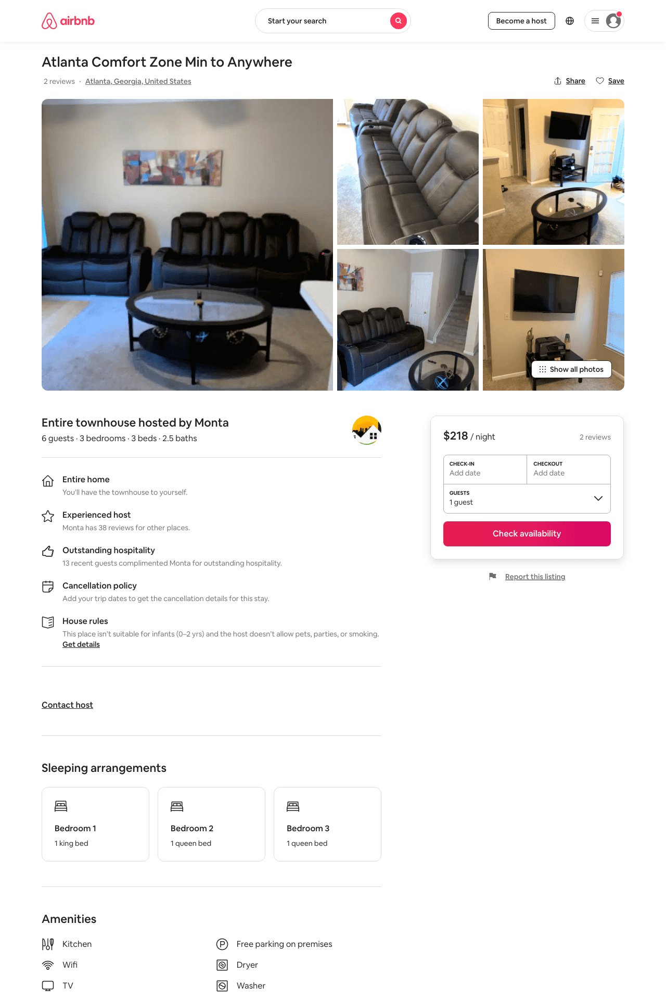 airbnb
Start your search
Become a host
Atlanta Comfort Zone Min to Anywhere
2 reviews · Atlanta, Georgia, United States
Share
Save
Show all photos
Entire townhouse hosted by Monta
6 guests · 3 bedrooms · 3 beds · 2.5 baths
Entire home
You’ll have the townhouse to yourself.
Experienced host
Monta has 38 reviews for other places.
Outstanding hospitality
13 recent guests complimented Monta for outstanding hospitality.
Cancellation policy
Add your trip dates to get the cancellation details for this stay.
House rules
This place isn’t suitable for infants (0–2 yrs) and the host doesn’t allow pets, parties, or smoking.
Get details
$218 / night
2 reviews
CHECK-IN
Add date
CHECKOUT
Add date
GUESTS
1 guest
Check availability
Report this listing
Contact host
Sleeping arrangements
Bedroom 1
1 king bed
Bedroom 2
1 queen bed
Bedroom 3
1 queen bed
Amenities
Kitchen
Free parking on premises
Wifi
Dryer
TV
Washer